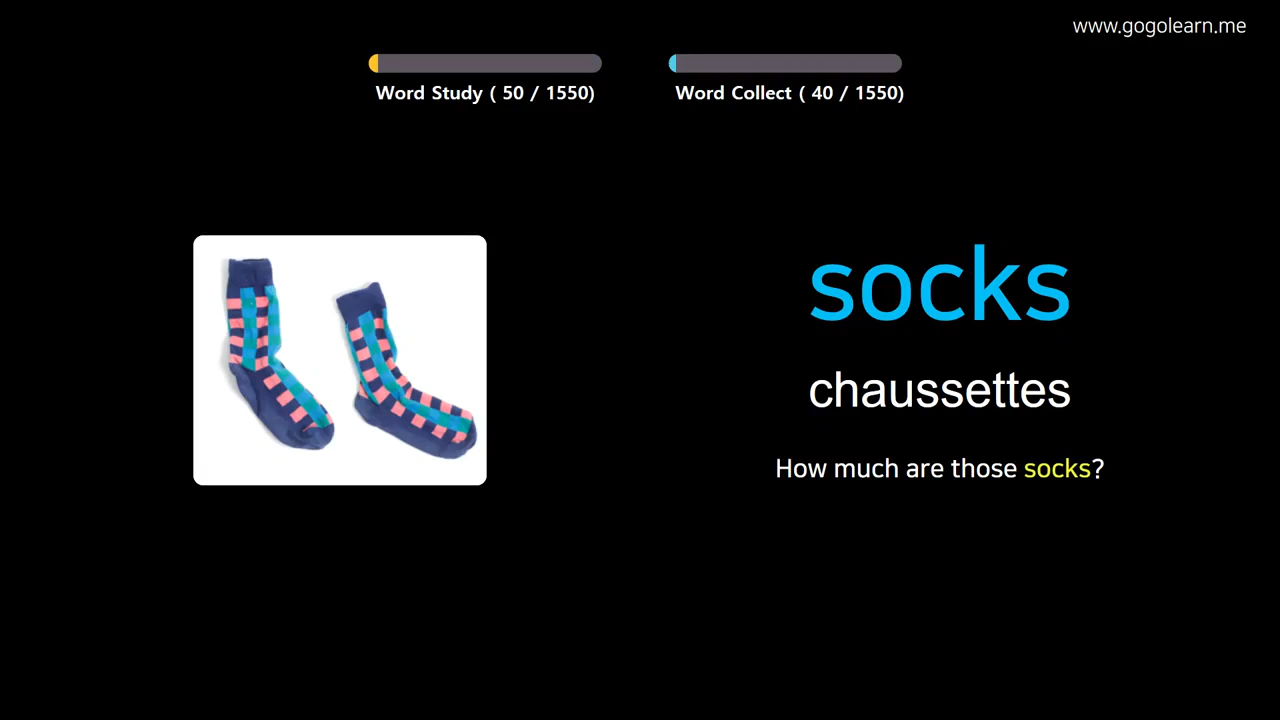 www.gogolearn.me
Word Study ( 50 / 1550)
Word Collect ( 40 / 1550)
socks
chaussettes
How much are those socks?